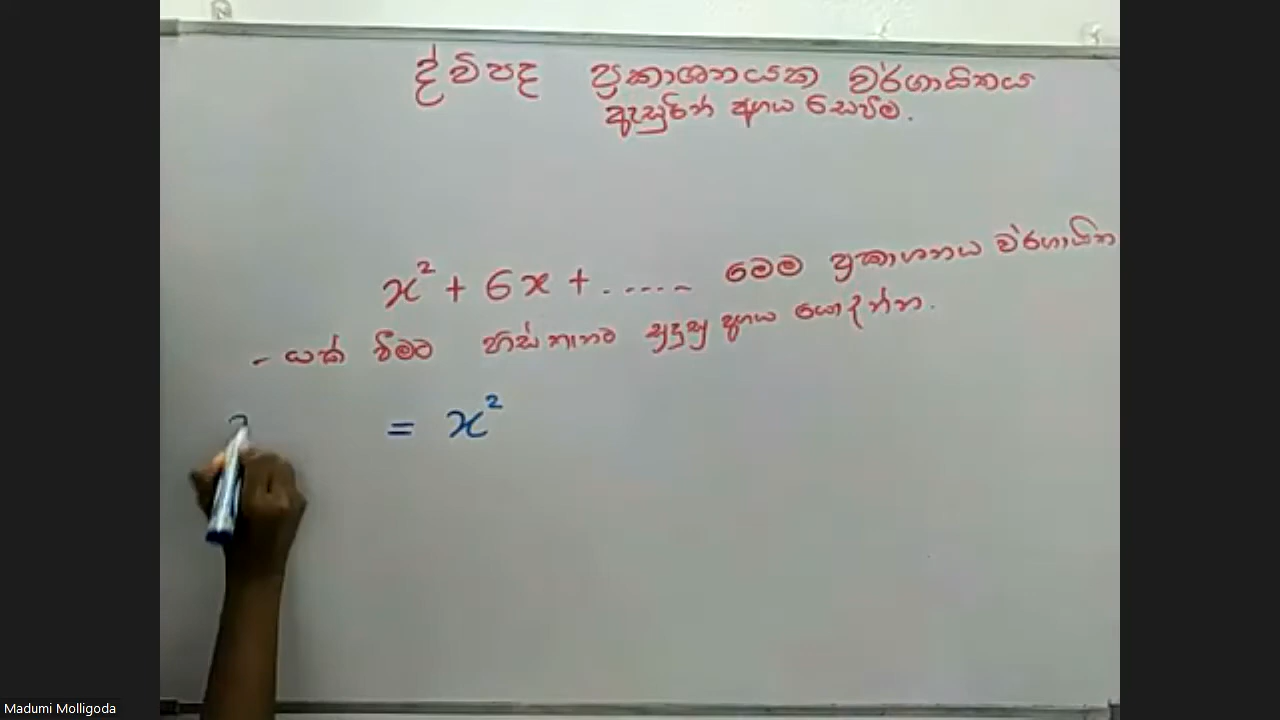 ද්විපද ප්‍රකාශනයක වර්ගායිතය
ඇසුරින් අගය සෙවීම.
x² + 6x + ...... මෙම ප්‍රකාශනය වර්ගායිත
- යක් වීමට හිස්තැනට සුදුසු අගය යොදන්න.
= x²
Madumi Molligoda